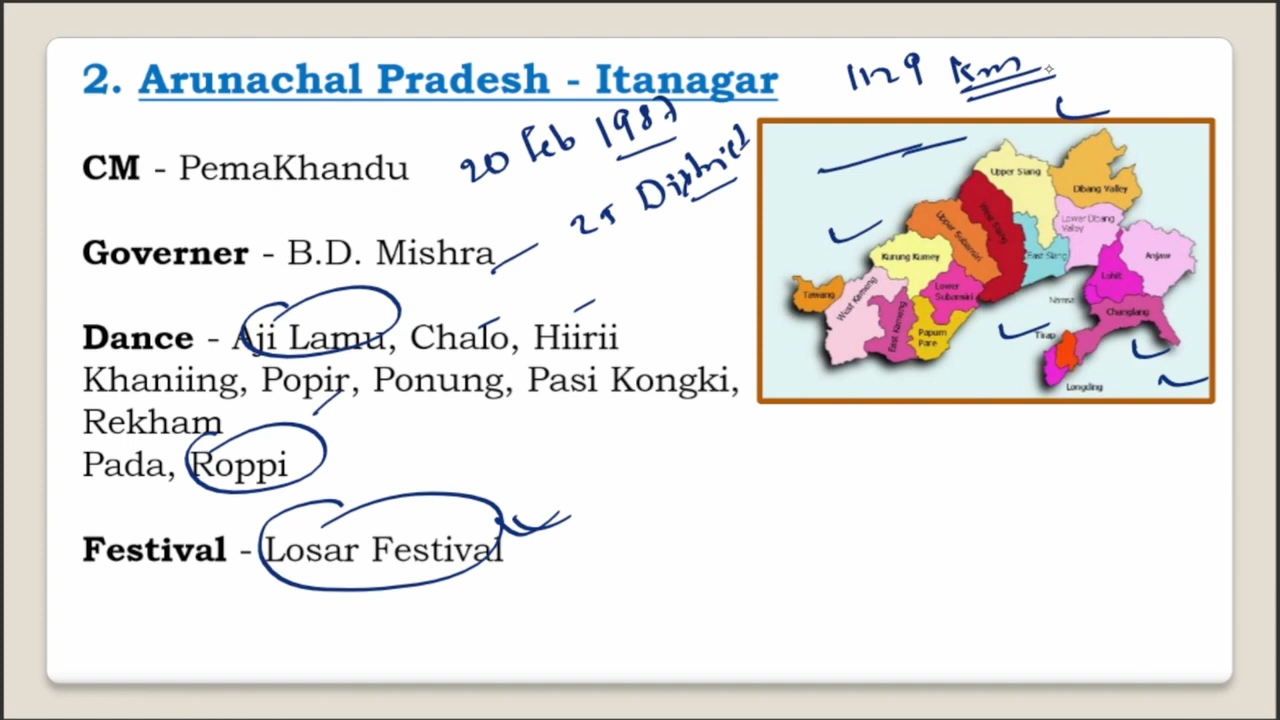 2. Arunachal Pradesh - Itanagar
1129 Km
20 Feb 1987
CM - PemaKhandu
25 District
Governer - B.D. Mishra
Dance - Aji Lamu, Chalo, Hiirii
Khaniing, Popir, Ponung, Pasi Kongki,
Rekham
Pada, Roppi
Festival - Losar Festival
Upper Siang
Dibang Valley
West Siang
Lower Dibang
Valley
Upper Subansiri
East Siang
Anjaw
Kurung Kumey
Lohit
Tawang
West Kameng
Lower
Subansiri
Namsai
Changlang
East Kameng
Papum
Pare
Tirap
Longding